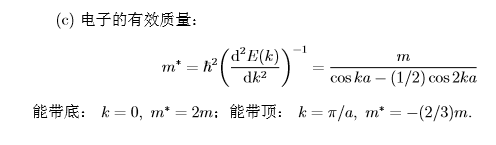 (c) 电子的有效质量：
m* = ħ²(d²E(k)/dk²)⁻¹ = m/(cos ka − (1/2) cos 2ka)
能带底： k = 0, m* = 2m；能带顶： k = π/a, m* = −(2/3)m.